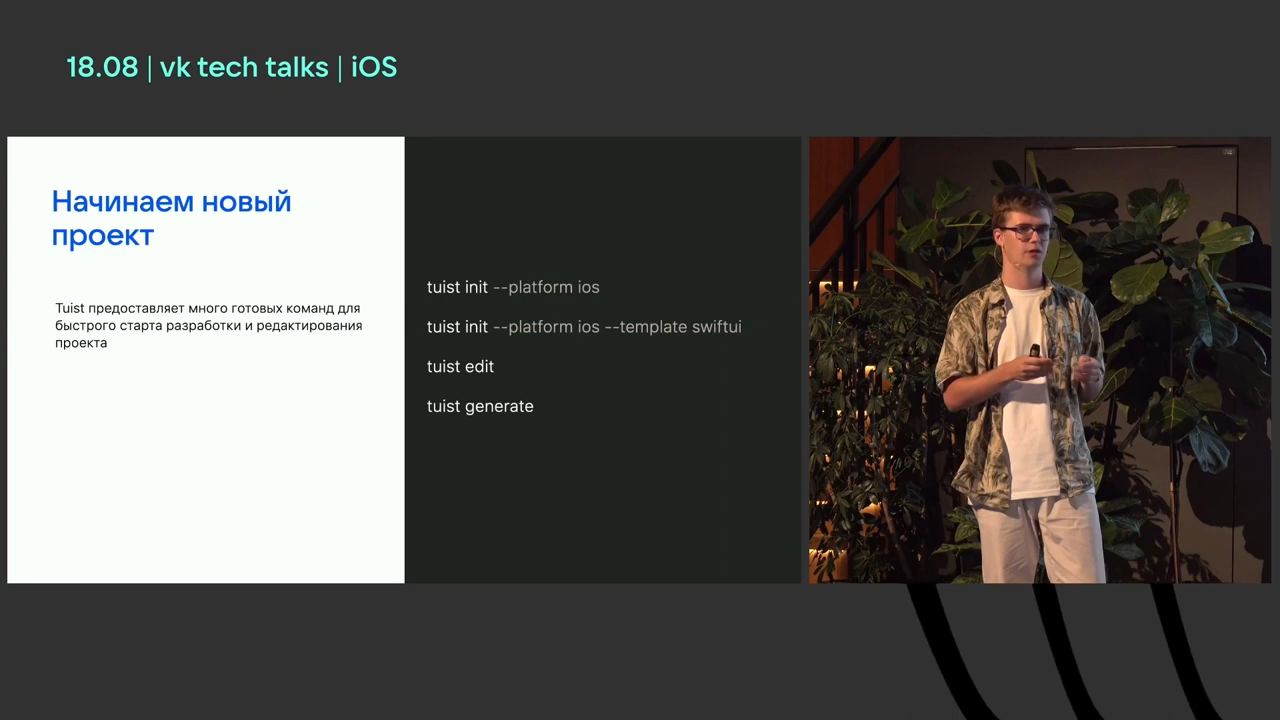 18.08 | vk tech talks | iOS
Начинаем новый
проект
Tuist предоставляет много готовых команд для
быстрого старта разработки и редактирования
проекта
tuist init --platform ios
tuist init --platform ios --template swiftui
tuist edit
tuist generate